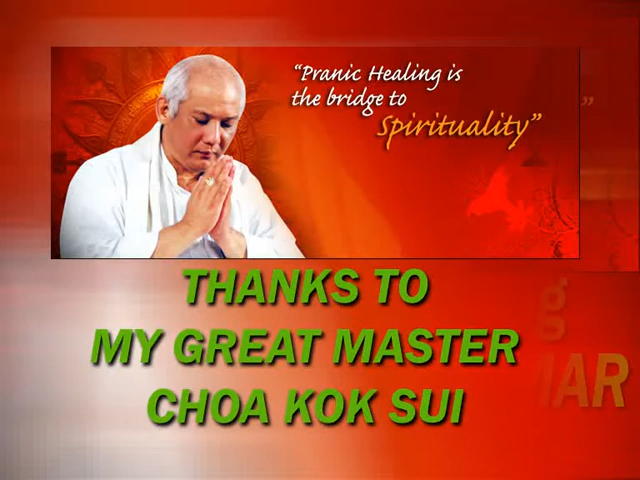 "Pranic Healing is
the bridge to
Spirituality"
THANKS TO
MY GREAT MASTER
CHOA KOK SUI